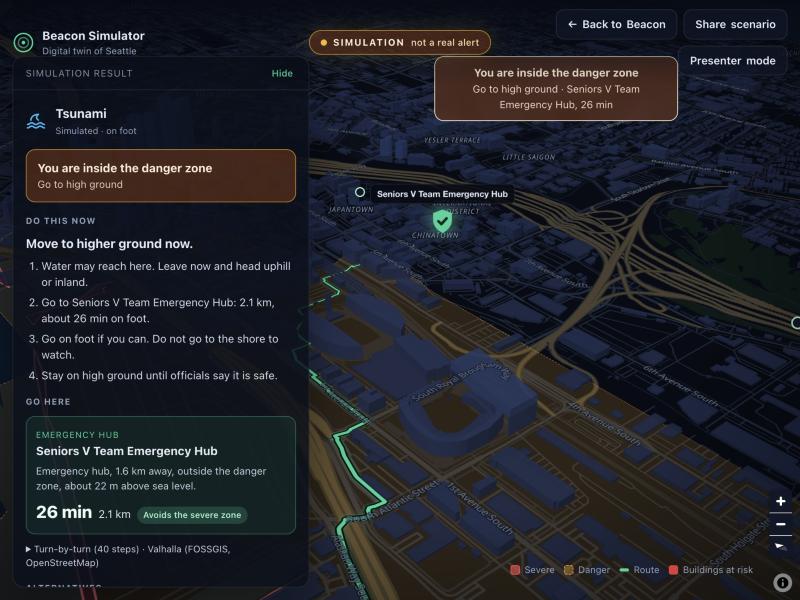 Beacon Simulator
Digital twin of Seattle
SIMULATION not a real alert
← Back to Beacon
Share scenario
Presenter mode
SIMULATION RESULT
Hide
Tsunami
Simulated · on foot
You are inside the danger zone
Go to high ground
DO THIS NOW
Move to higher ground now.
1. Water may reach here. Leave now and head uphill
or inland.
2. Go to Seniors V Team Emergency Hub: 2.1 km,
about 26 min on foot.
3. Go on foot if you can. Do not go to the shore to
watch.
4. Stay on high ground until officials say it is safe.
GO HERE
EMERGENCY HUB
Seniors V Team Emergency Hub
Emergency hub, 1.6 km away, outside the danger
zone, about 22 m above sea level.
26 min 2.1 km Avoids the severe zone
▶ Turn-by-turn (40 steps) · Valhalla (FOSSGIS,
OpenStreetMap)
ALTERNATIVES
You are inside the danger zone
Go to high ground · Seniors V Team
Emergency Hub, 26 min
YESLER TERRACE
LITTLE SAIGON
Seniors V Team Emergency Hub
JAPANTOWN
DISTRICT
CHINATOWN
South Royal Brougham
6th Avenue South
4th Avenue South
Atlantic Street
1st Avenue South
+
−
Severe
Danger
Route
Buildings at risk